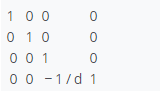 1 0 0 0
0 1 0 0
0 0 1 0
0 0 −1/d 1